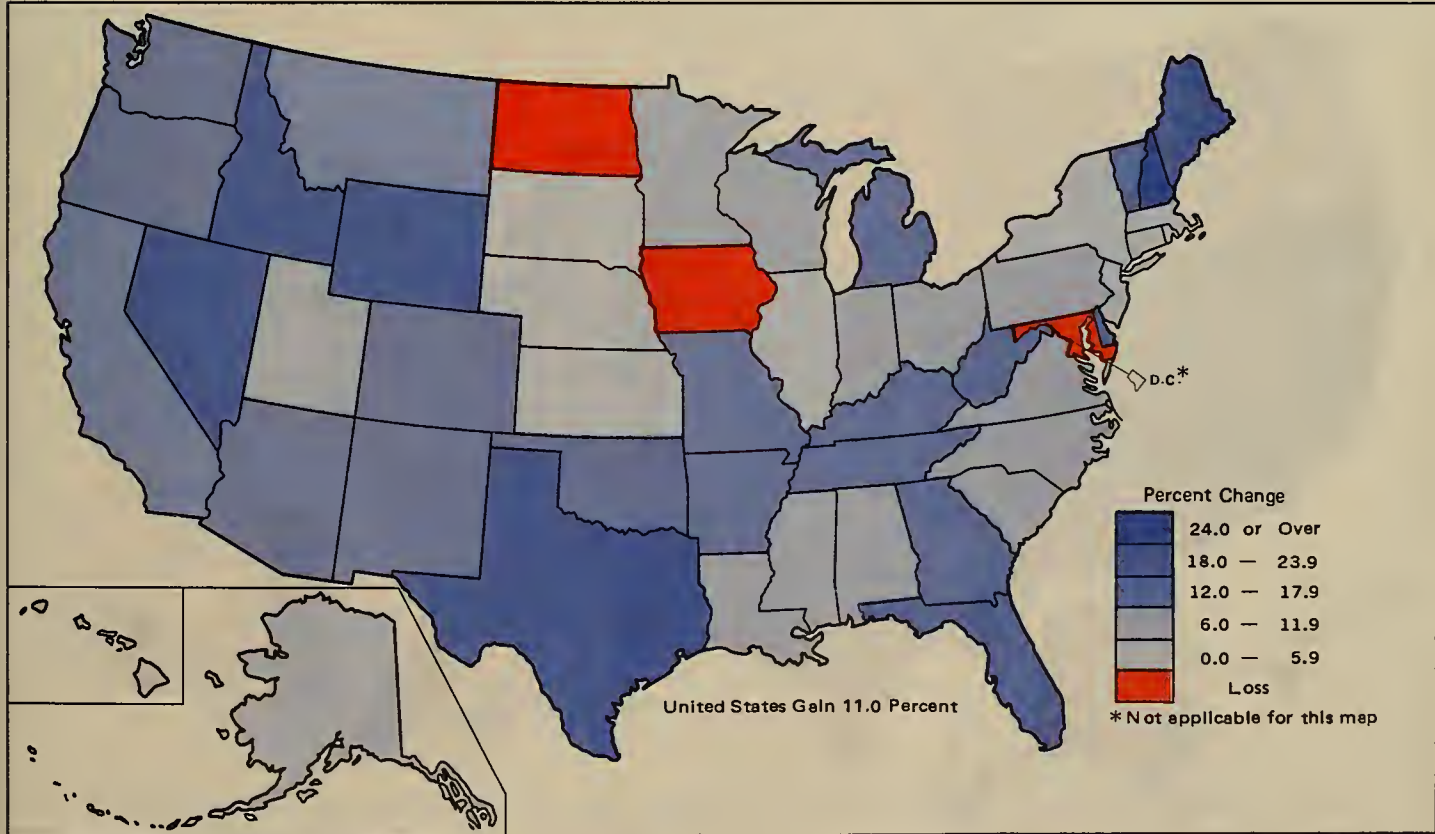 D.C.*
Percent Change
24.0 or Over
18.0 — 23.9
12.0 — 17.9
6.0 — 11.9
0.0 — 5.9
Loss
*Not applicable for this map
United States Gain 11.0 Percent